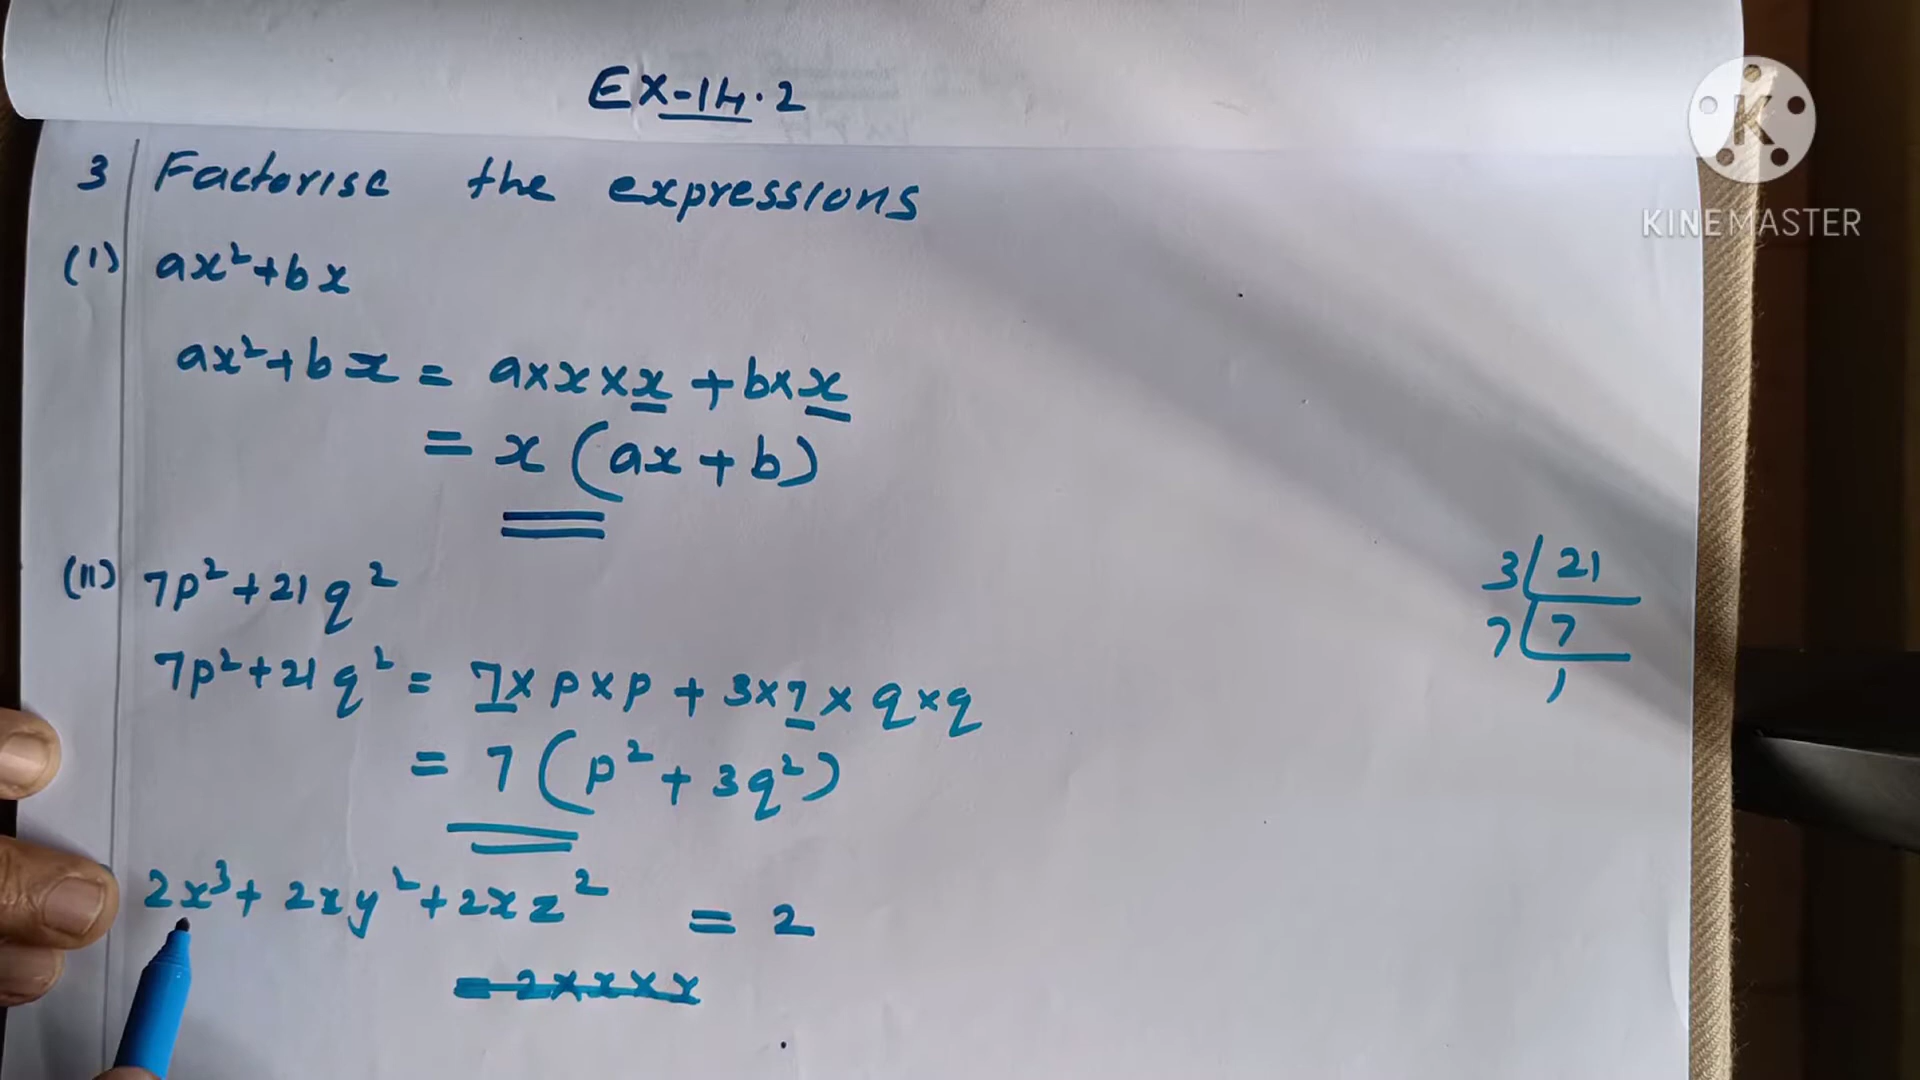 EX-14.2
3 Factorise the expressions
(i) ax²+bx
ax²+bx = a×x×x + b×x
= x (ax + b)
(ii) 7p²+21q²
7p²+21q² = 7×p×p + 3×7×q×q
= 7 (p² + 3q²)
2x³+ 2xy²+2xz² = 2
= 2×x×x
3 21
7 7
1
K
KINEMASTER